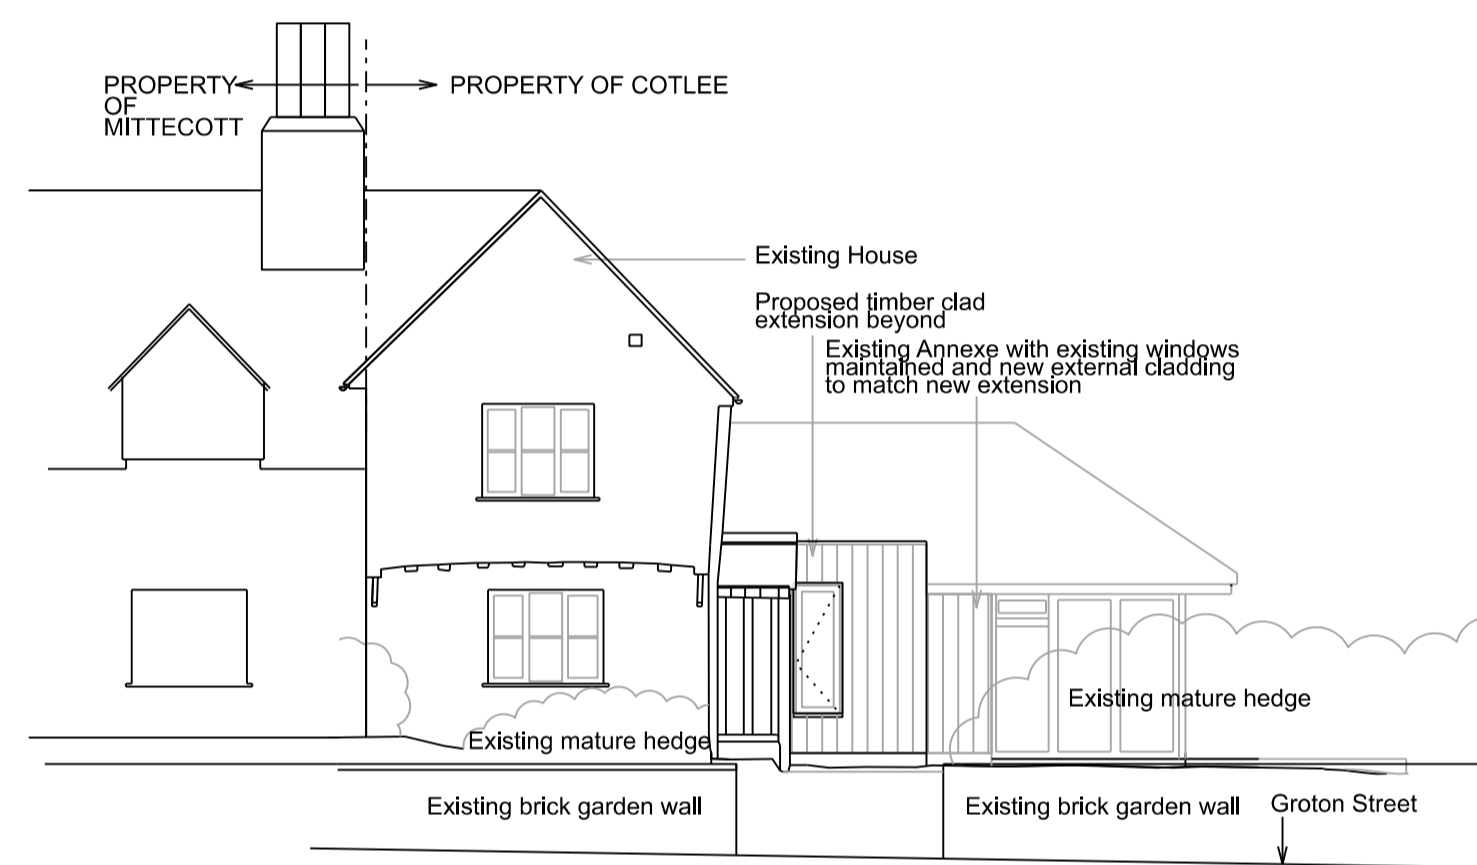 PROPERTY
OF
MITTECOTT
PROPERTY OF COTLEE
Existing House
Proposed timber clad
extension beyond
Existing Annexe with existing windows
maintained and new external cladding
to match new extension
Existing mature hedge
Existing mature hedge
Existing brick garden wall
Existing brick garden wall
Groton Street